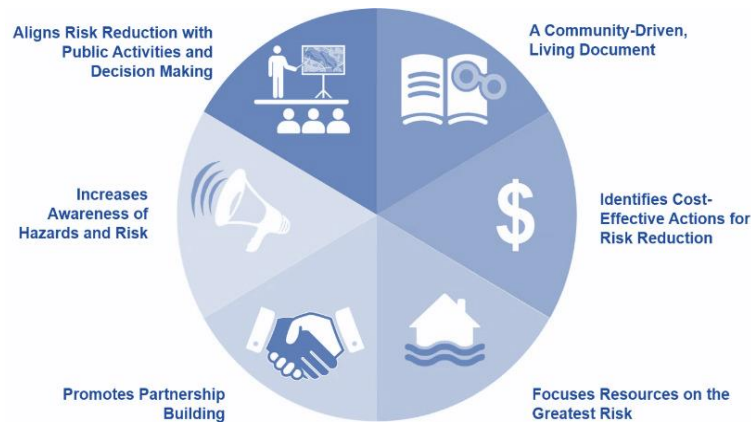 Aligns Risk Reduction with
Public Activities and
Decision Making
A Community-Driven,
Living Document
Increases
Awareness of
Hazards and Risk
$
Identifies Cost-
Effective Actions for
Risk Reduction
Promotes Partnership
Building
Focuses Resources on the
Greatest Risk